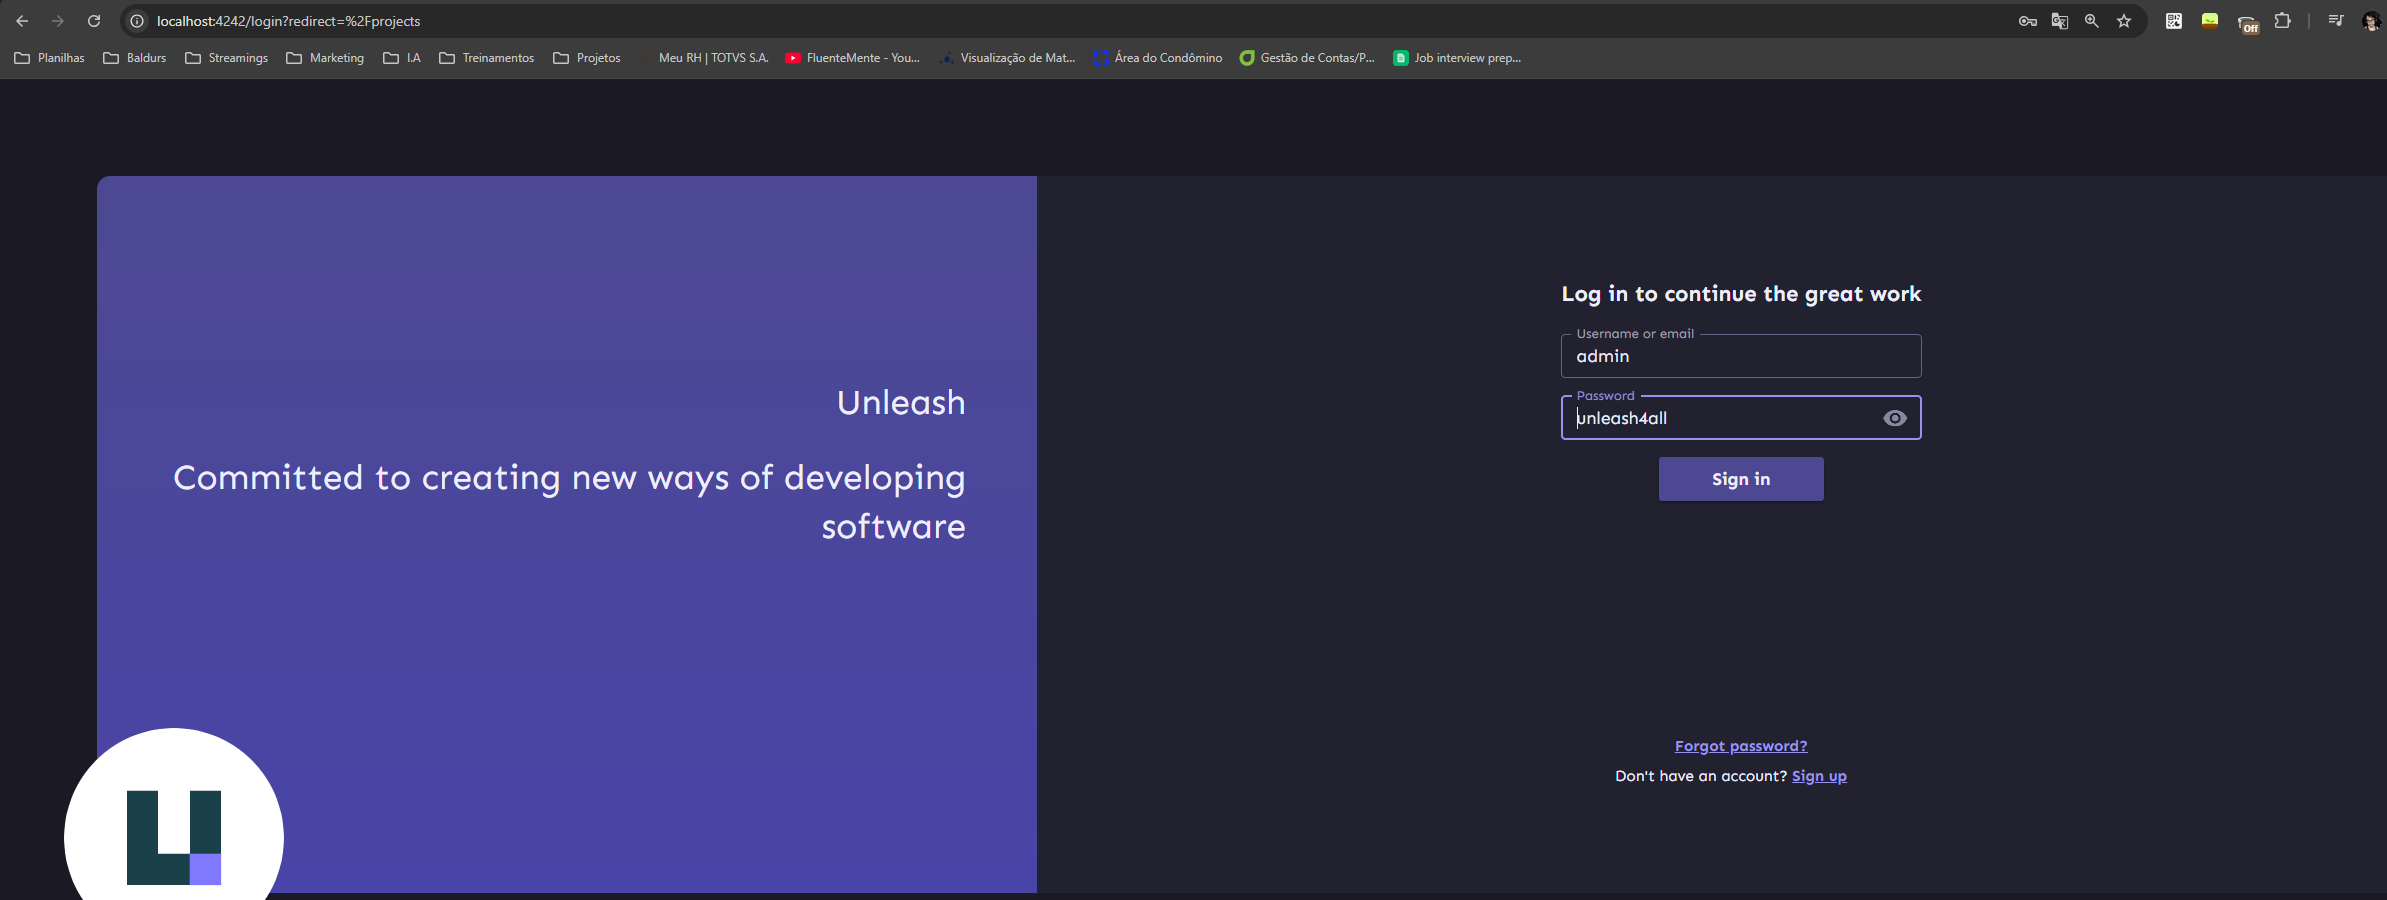 localhost:4242/login?redirect=%2Fprojects
Off
Planilhas Baldurs Streamings Marketing I.A Treinamentos Projetos Meu RH | TOTVS S.A. FluenteMente - You... Visualização de Mat... Área do Condômino Gestão de Contas/P... Job interview prep...
Unleash
Committed to creating new ways of developing
software
Log in to continue the great work
Username or email
admin
Password
unleash4all
Sign in
Forgot password?
Don't have an account? Sign up